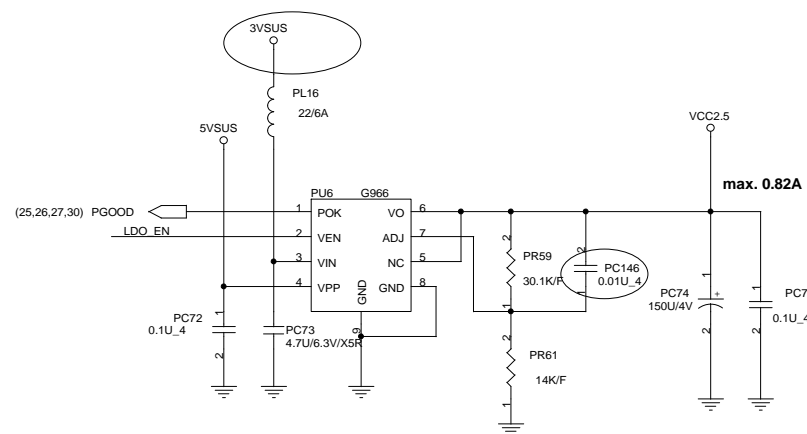 3VSUS
PL16
22/6A
5VSUS
VCC2.5
max. 0.82A
PU6 G966
(25,26,27,30) PGOOD
1 POK VO 6
LDO_EN
2 VEN ADJ 7
3 VIN NC 5
4 VPP GND 8
GND
9
PC72
0.1U_4
1
2
PC73
4.7U/6.3V/X5R
2
PR59
30.1K/F
1
2
PC146
0.01U_4
1
2
PR61
14K/F
1
1
PC74
150U/4V
+
2
1
PC7
0.1U_4
2